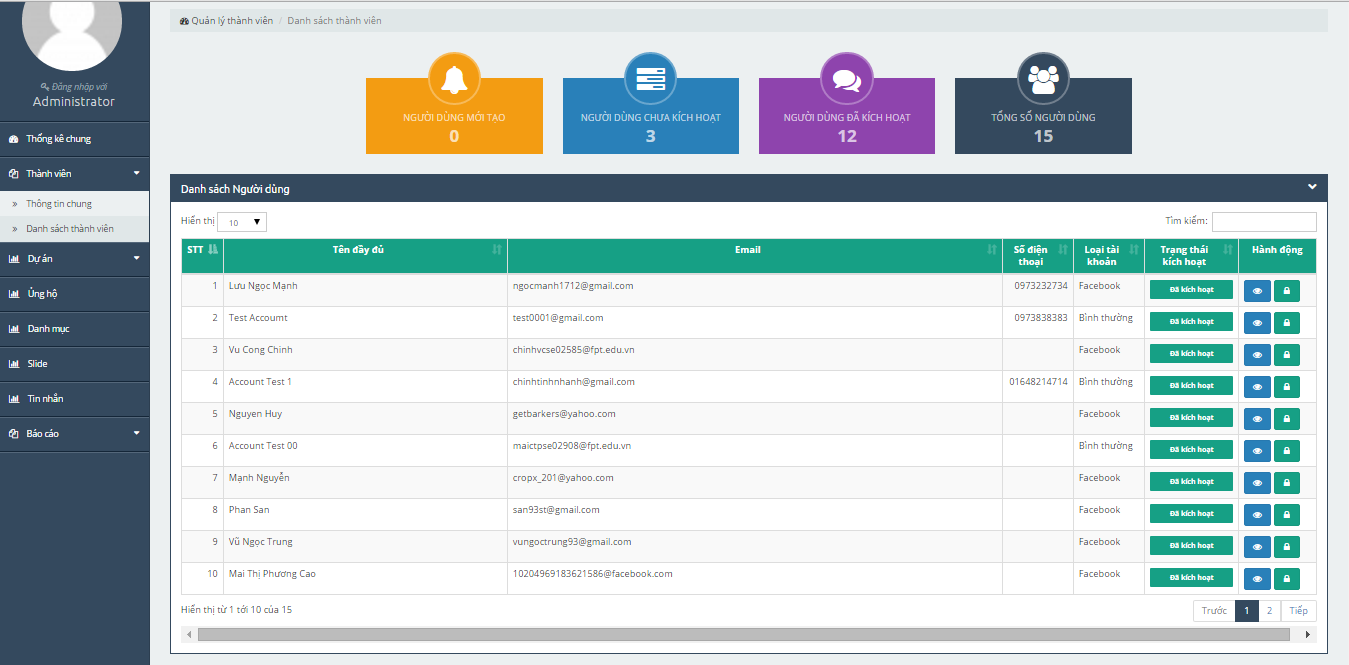 Quản lý thành viên / Danh sách thành viên
Đăng nhập với
Administrator
Thống kê chung
Thành viên
» Thông tin chung
» Danh sách thành viên
Dự án
Ủng hộ
Danh mục
Slide
Tin nhắn
Báo cáo
NGƯỜI DÙNG MỚI TẠO
0
NGƯỜI DÙNG CHƯA KÍCH HOẠT
3
NGƯỜI DÙNG ĐÃ KÍCH HOẠT
12
TỔNG SỐ NGƯỜI DÙNG
15
Danh sách Người dùng
Hiển thị 10 Tìm kiếm:
STT Tên đầy đủ Email Số điện thoại Loại tài khoản Trạng thái kích hoạt Hành động
1 Lưu Ngọc Mạnh ngocmanh1712@gmail.com 0973232734 Facebook Đã kích hoạt
2 Test Accoumt test0001@gmail.com 0973838383 Bình thường Đã kích hoạt
3 Vu Cong Chinh chinhvcse02585@fpt.edu.vn Facebook Đã kích hoạt
4 Account Test 1 chinhtinhnhanh@gmail.com 01648214714 Bình thường Đã kích hoạt
5 Nguyen Huy getbarkers@yahoo.com Facebook Đã kích hoạt
6 Account Test 00 maictpse02908@fpt.edu.vn Bình thường Đã kích hoạt
7 Mạnh Nguyễn cropx_201@yahoo.com Facebook Đã kích hoạt
8 Phan San san93st@gmail.com Facebook Đã kích hoạt
9 Vũ Ngọc Trung vungoctrung93@gmail.com Facebook Đã kích hoạt
10 Mai Thị Phương Cao 10204969183621586@facebook.com Facebook Đã kích hoạt
Hiển thị từ 1 tới 10 của 15
Trước 1 2 Tiếp